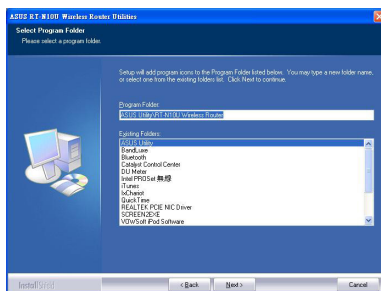 ASUS RT-N10U Wireless Router Utilities
Select Program Folder
Please select a program folder.
Setup will add program icons to the Program Folder listed below. You may type a new folder name,
or select one from the existing folders list. Click Next to continue.
Program Folder:
ASUS Utility\RT-N10U Wireless Router
Existing Folders:
ASUS Utility
BandLuxe
Bluetooth
Catalyst Control Center
DU Meter
Intel PROSet 無線
iTunes
IxChariot
QuickTime
REALTEK PCIE NIC Driver
SCREEN2EXE
VOWSoft iPod Software
InstallShield
< Back
Next >
Cancel